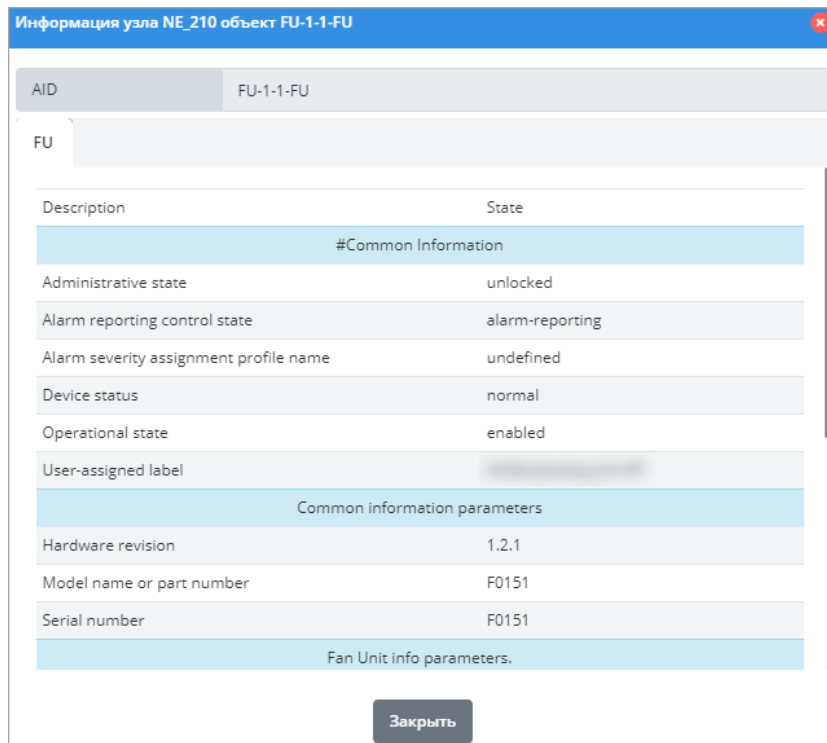 Информация узла NE_210 объект FU-1-1-FU
AID FU-1-1-FU
FU
Description State
#Common Information
Administrative state unlocked
Alarm reporting control state alarm-reporting
Alarm severity assignment profile name undefined
Device status normal
Operational state enabled
User-assigned label
Common information parameters
Hardware revision 1.2.1
Model name or part number F0151
Serial number F0151
Fan Unit info parameters.
Закрыть